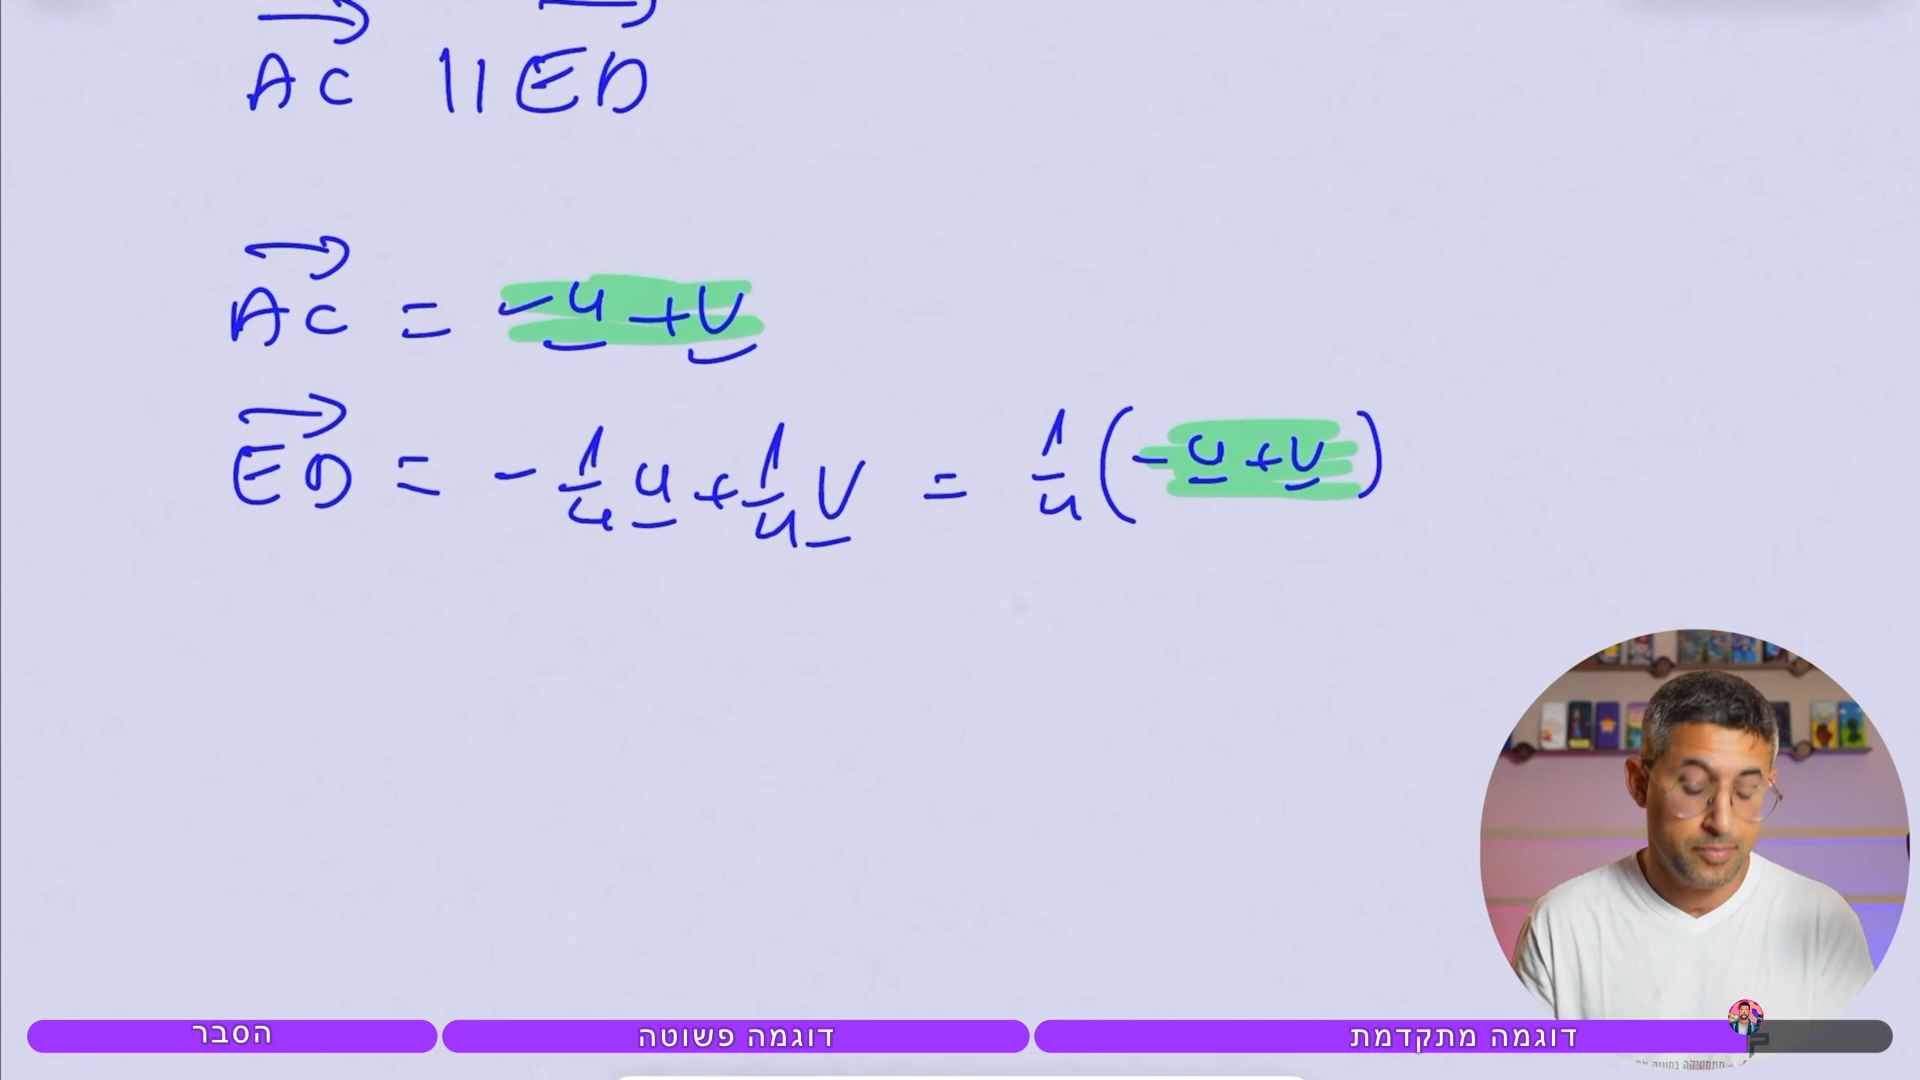 AC || ED
AC = -u + v
ED = - 1/4 u + 1/4 v = 1/4 ( -u + v )
הסבר
דוגמה פשוטה
דוגמה מתקדמת